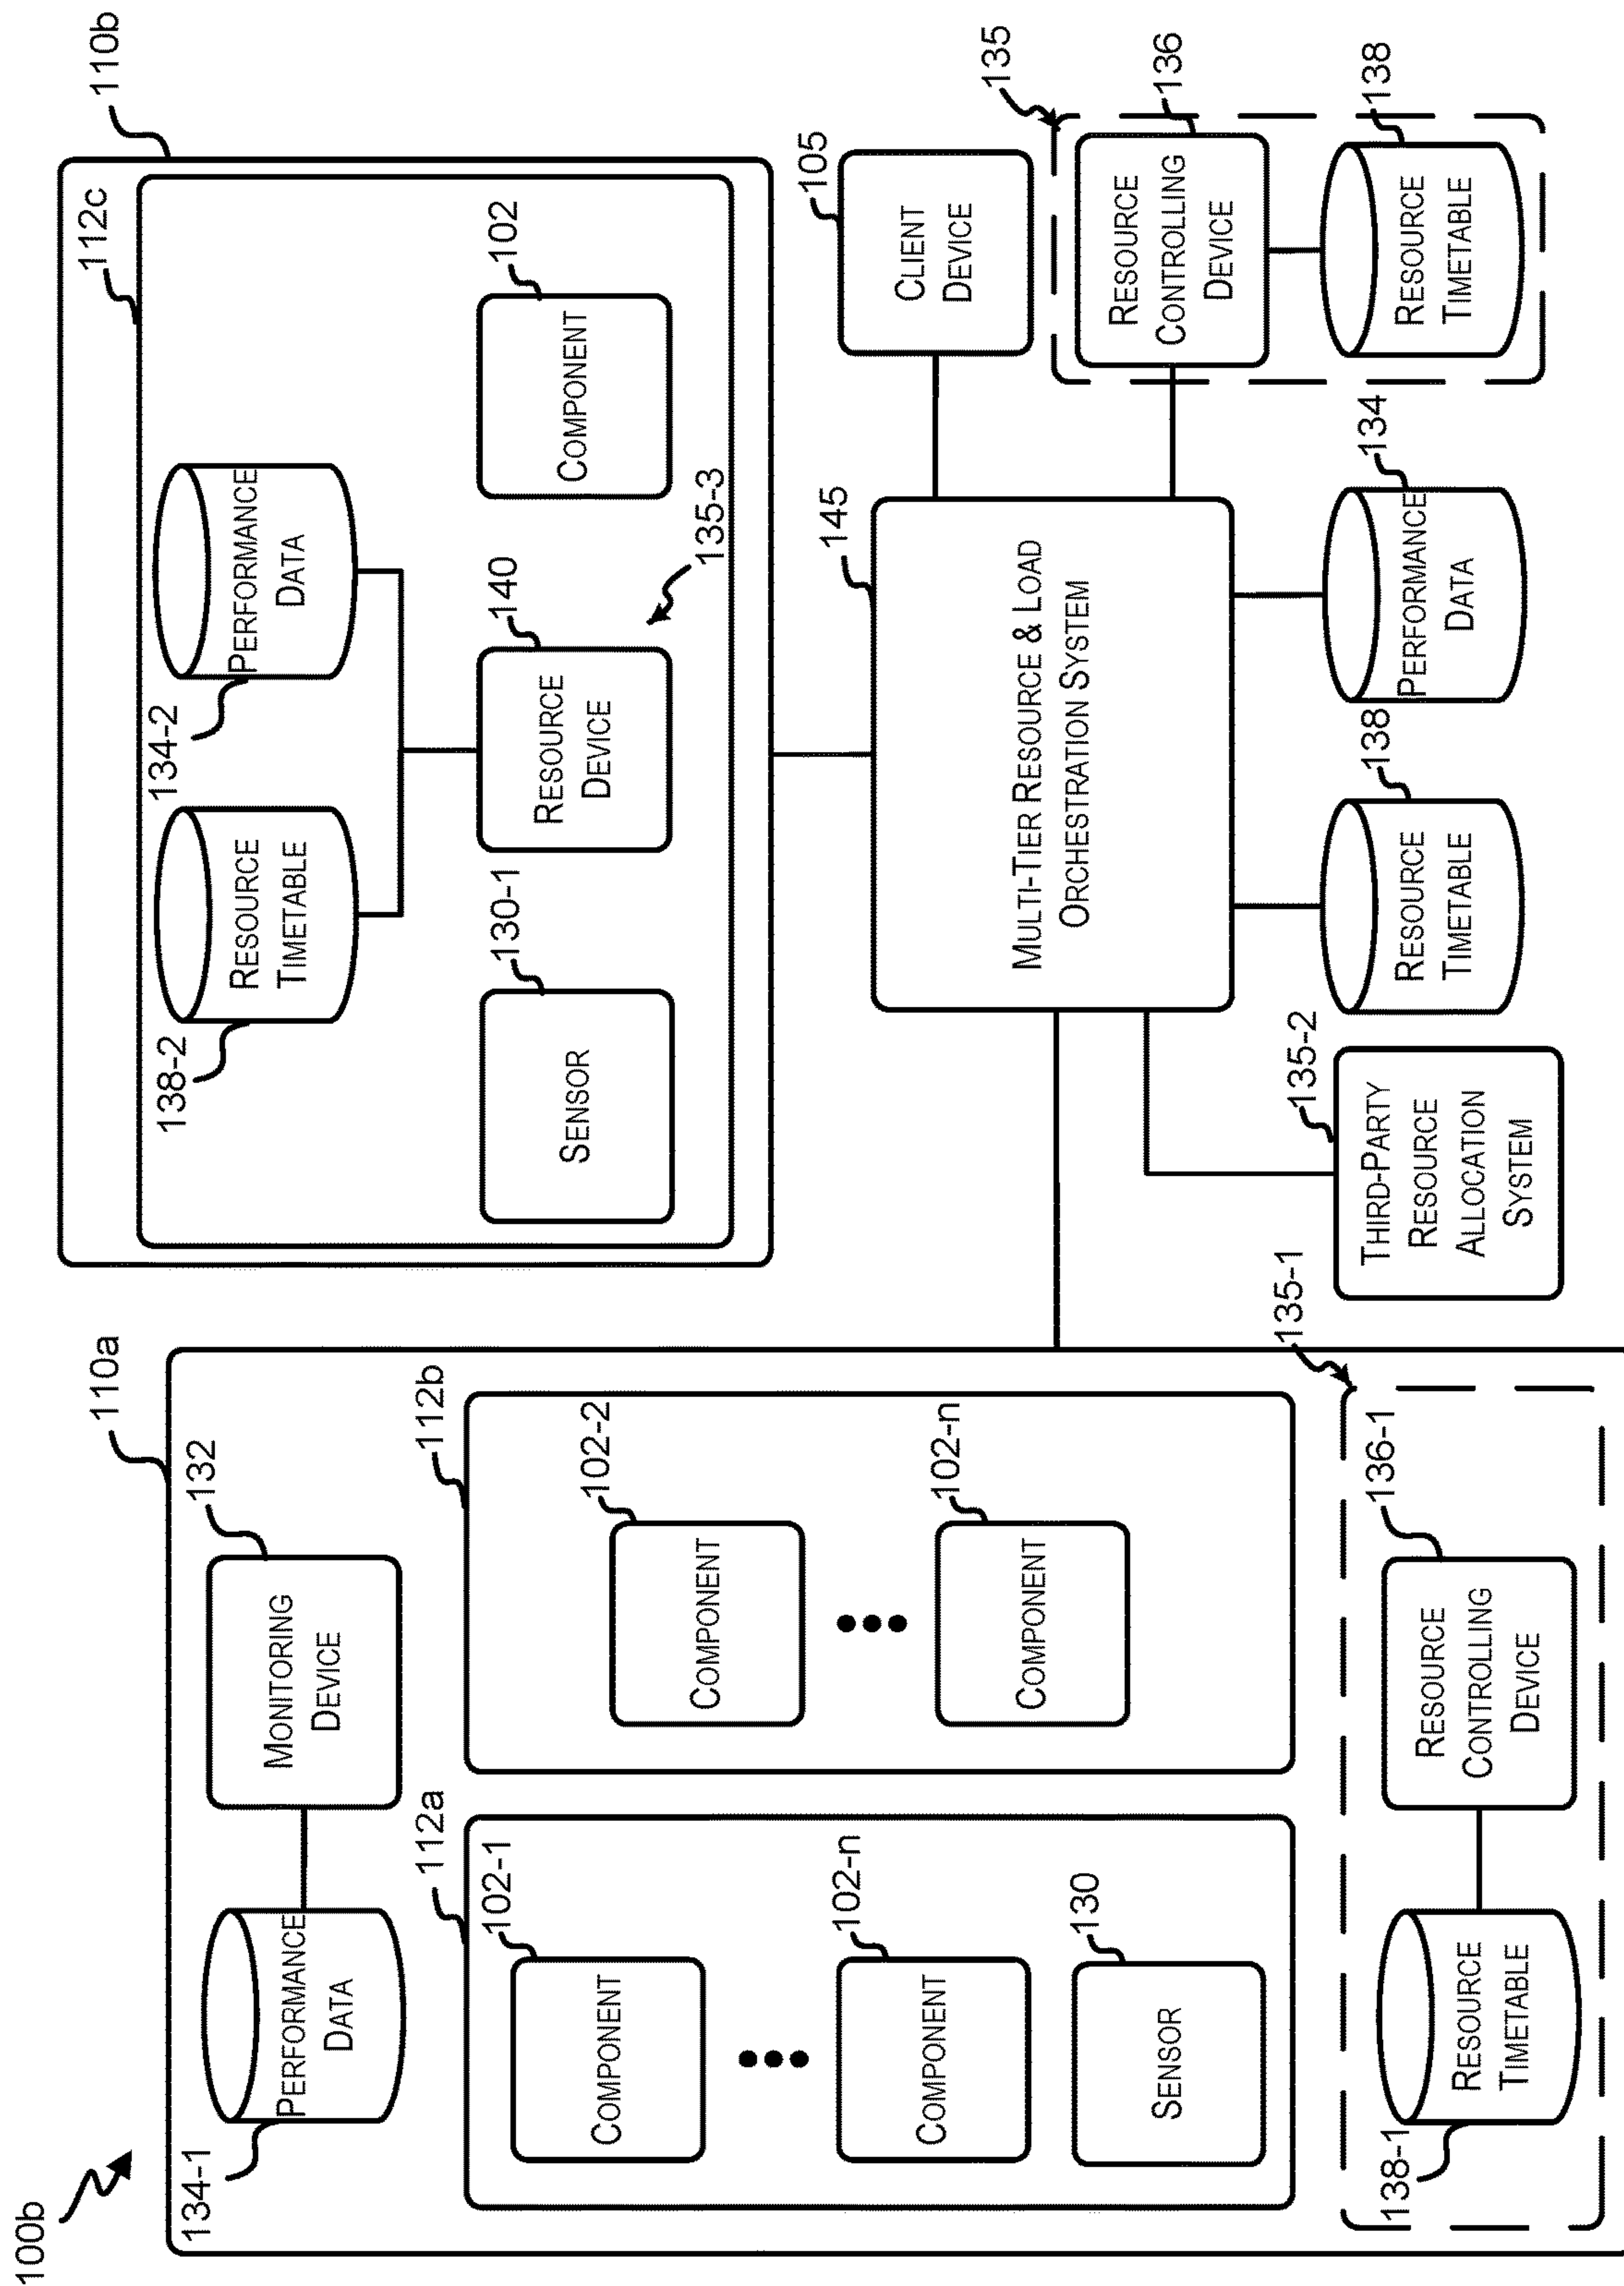 100b
110a
134-1
PERFORMANCE
DATA
132
MONITORING
DEVICE
112a
102-1
COMPONENT
102-n
COMPONENT
130
SENSOR
112b
102-2
COMPONENT
102-n
COMPONENT
135-1
138-1
RESOURCE
TIMETABLE
136-1
RESOURCE
CONTROLLING
DEVICE
110b
112c
138-2
RESOURCE
TIMETABLE
134-2
PERFORMANCE
DATA
130-1
SENSOR
140
RESOURCE
DEVICE
135-3
102
COMPONENT
145
MULTI-TIER RESOURCE & LOAD
ORCHESTRATION SYSTEM
105
CLIENT
DEVICE
135-2
THIRD-PARTY
RESOURCE
ALLOCATION
SYSTEM
138
RESOURCE
TIMETABLE
134
PERFORMANCE
DATA
135
136
RESOURCE
CONTROLLING
DEVICE
138
RESOURCE
TIMETABLE